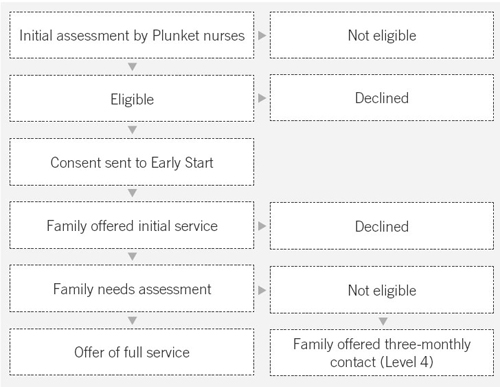 Initial assessment by Plunket nurses
Not eligible
Eligible
Declined
Consent sent to Early Start
Family offered initial service
Declined
Family needs assessment
Not eligible
Offer of full service
Family offered three-monthly
contact (Level 4)